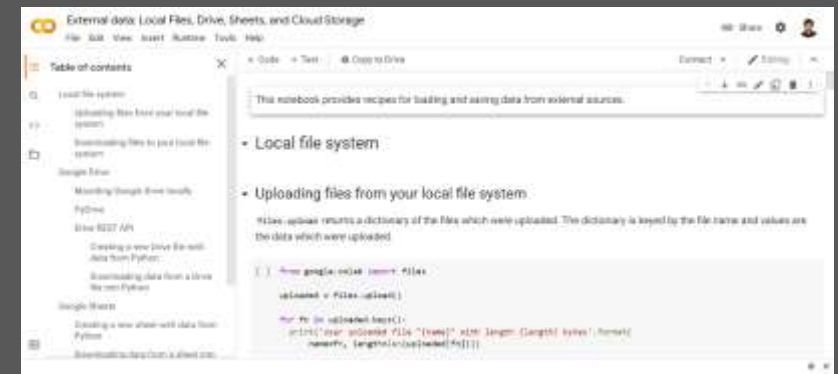 External data: Local Files, Drive, Sheets, and Cloud Storage
File Edit View Insert Runtime Tools Help
Share
Table of contents
+ Code + Text Copy to Drive
Connect Editing
Local file system
Uploading files from your local file
system
Downloading files to your local file
system
Google Drive
Mounting Google Drive locally
PyDrive
Drive REST API
Creating a new Drive file with
data from Python
Downloading data from a Drive
file into Python
Google Sheets
Creating a new sheet with data from
Python
Downloading data from a sheet into
This notebook provides recipes for loading and saving data from external sources.
Local file system
Uploading files from your local file system
files.upload returns a dictionary of the files which were uploaded. The dictionary is keyed by the file name and values are
the data which were uploaded.
[ ] from google.colab import files
uploaded = files.upload()
for fn in uploaded.keys():
print('User uploaded file "{name}" with length {length} bytes'.format(
name=fn, length=len(uploaded[fn])))